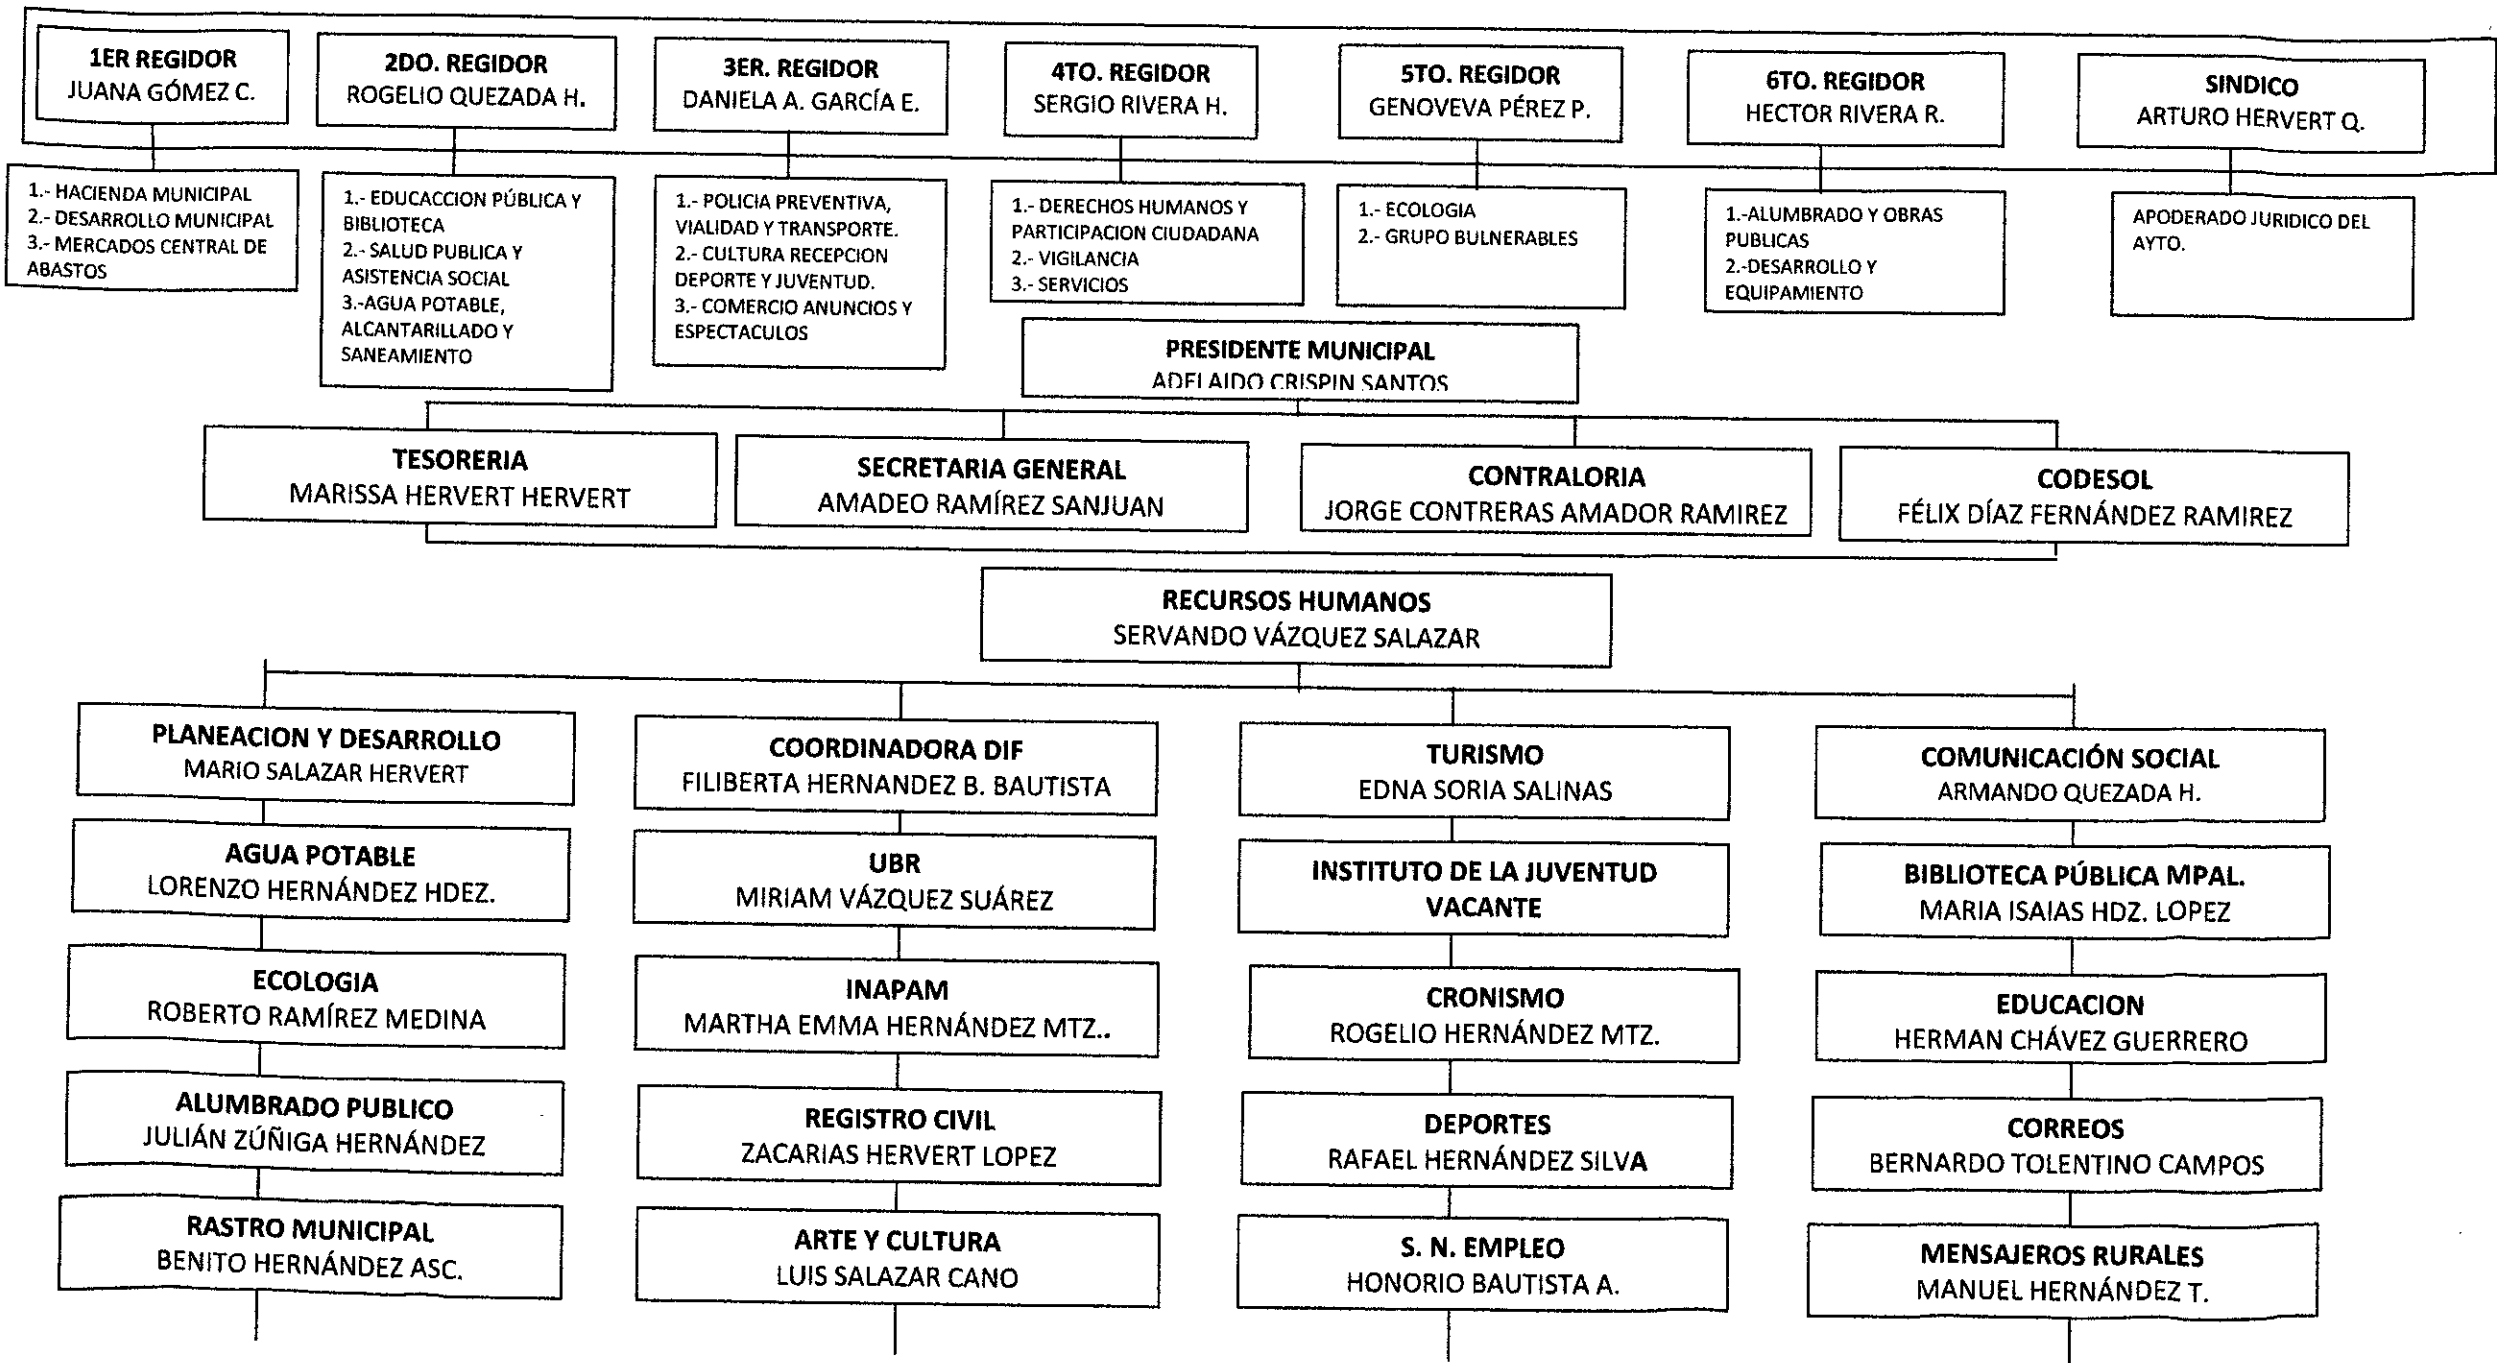 1ER REGIDOR
JUANA GÓMEZ C.
2DO. REGIDOR
ROGELIO QUEZADA H.
3ER. REGIDOR
DANIELA A. GARCÍA E.
4TO. REGIDOR
SERGIO RIVERA H.
5TO. REGIDOR
GENOVEVA PÉREZ P.
6TO. REGIDOR
HECTOR RIVERA R.
SINDICO
ARTURO HERVERT Q.
1.- HACIENDA MUNICIPAL
2.- DESARROLLO MUNICIPAL
3.- MERCADOS CENTRAL DE
ABASTOS
1.- EDUCACCION PÚBLICA Y
BIBLIOTECA
2.- SALUD PUBLICA Y
ASISTENCIA SOCIAL
3.-AGUA POTABLE,
ALCANTARILLADO Y
SANEAMIENTO
1.- POLICIA PREVENTIVA,
VIALIDAD Y TRANSPORTE.
2.- CULTURA RECEPCION
DEPORTE Y JUVENTUD.
3.- COMERCIO ANUNCIOS Y
ESPECTACULOS
1.- DERECHOS HUMANOS Y
PARTICIPACION CIUDADANA
2.- VIGILANCIA
3.- SERVICIOS
1.- ECOLOGIA
2.- GRUPO BULNERABLES
1.-ALUMBRADO Y OBRAS
PUBLICAS
2.-DESARROLLO Y
EQUIPAMIENTO
APODERADO JURIDICO DEL
AYTO.
PRESIDENTE MUNICIPAL
ADELAIDO CRISPIN SANTOS
TESORERIA
MARISSA HERVERT HERVERT
SECRETARIA GENERAL
AMADEO RAMÍREZ SANJUAN
CONTRALORIA
JORGE CONTRERAS AMADOR RAMIREZ
CODESOL
FÉLIX DÍAZ FERNÁNDEZ RAMIREZ
RECURSOS HUMANOS
SERVANDO VÁZQUEZ SALAZAR
PLANEACION Y DESARROLLO
MARIO SALAZAR HERVERT
COORDINADORA DIF
FILIBERTA HERNANDEZ B. BAUTISTA
TURISMO
EDNA SORIA SALINAS
COMUNICACIÓN SOCIAL
ARMANDO QUEZADA H.
AGUA POTABLE
LORENZO HERNÁNDEZ HDEZ.
UBR
MIRIAM VÁZQUEZ SUÁREZ
INSTITUTO DE LA JUVENTUD
VACANTE
BIBLIOTECA PÚBLICA MPAL.
MARIA ISAIAS HDZ. LOPEZ
ECOLOGIA
ROBERTO RAMÍREZ MEDINA
INAPAM
MARTHA EMMA HERNÁNDEZ MTZ..
CRONISMO
ROGELIO HERNÁNDEZ MTZ.
EDUCACION
HERMAN CHÁVEZ GUERRERO
ALUMBRADO PUBLICO
JULIÁN ZÚÑIGA HERNÁNDEZ
REGISTRO CIVIL
ZACARIAS HERVERT LOPEZ
DEPORTES
RAFAEL HERNÁNDEZ SILVA
CORREOS
BERNARDO TOLENTINO CAMPOS
RASTRO MUNICIPAL
BENITO HERNÁNDEZ ASC.
ARTE Y CULTURA
LUIS SALAZAR CANO
S. N. EMPLEO
HONORIO BAUTISTA A.
MENSAJEROS RURALES
MANUEL HERNÁNDEZ T.